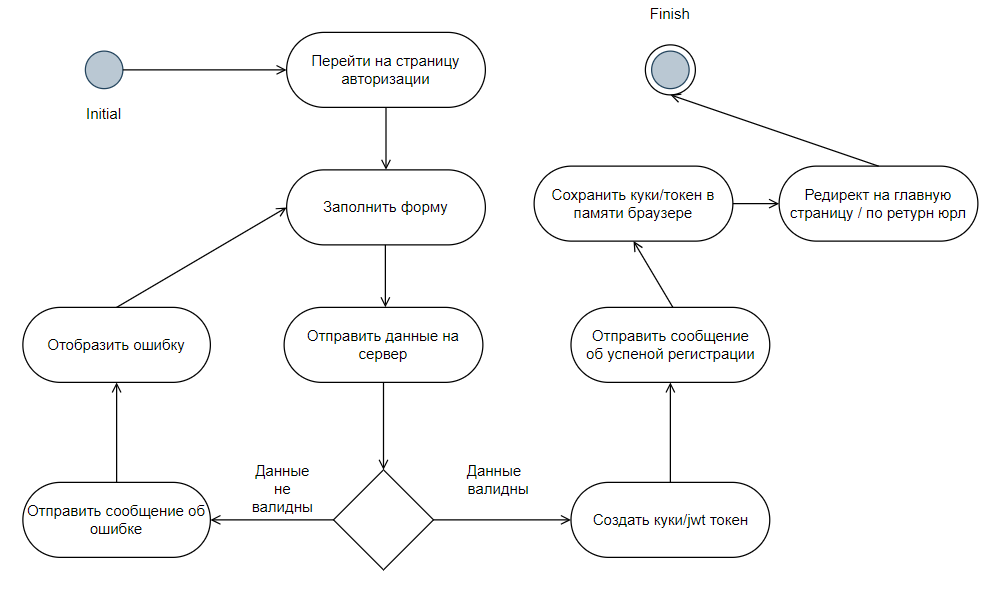 Finish
Перейти на страницу
авторизации
Initial
Заполнить форму
Сохранить куки/токен в
памяти браузере
Редирект на главную
страницу / по ретурн юрл
Отобразить ошибку
Отправить данные на
сервер
Отправить сообщение
об успеной регистрации
Данные
не
валидны
Данные
валидны
Отправить сообщение об
ошибке
Создать куки/jwt токен